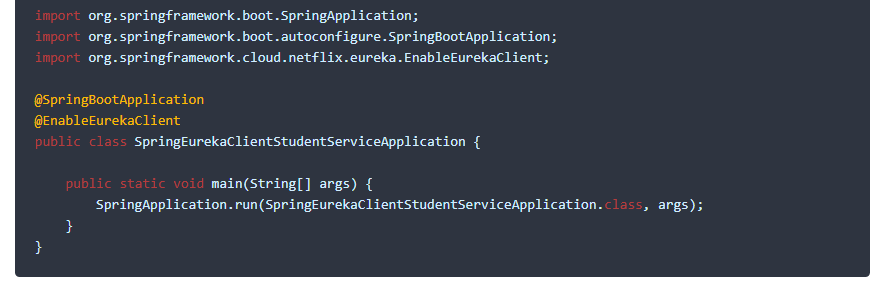 import org.springframework.boot.SpringApplication;
import org.springframework.boot.autoconfigure.SpringBootApplication;
import org.springframework.cloud.netflix.eureka.EnableEurekaClient;

@SpringBootApplication
@EnableEurekaClient
public class SpringEurekaClientStudentServiceApplication {

    public static void main(String[] args) {
        SpringApplication.run(SpringEurekaClientStudentServiceApplication.class, args);
    }
}